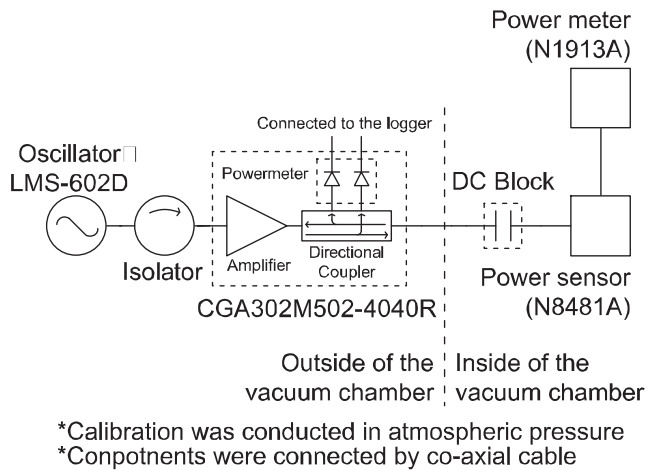 Power meter
(N1913A)
Connected to the logger
Oscillator□
LMS-602D
Powermeter
DC Block
Isolator
Amplifier
Directional
Coupler
Power sensor
(N8481A)
CGA302M502-4040R
Outside of the
vacuum chamber
Inside of the
vacuum chamber
*Calibration was conducted in atmospheric pressure
*Conpotnents were connected by co-axial cable